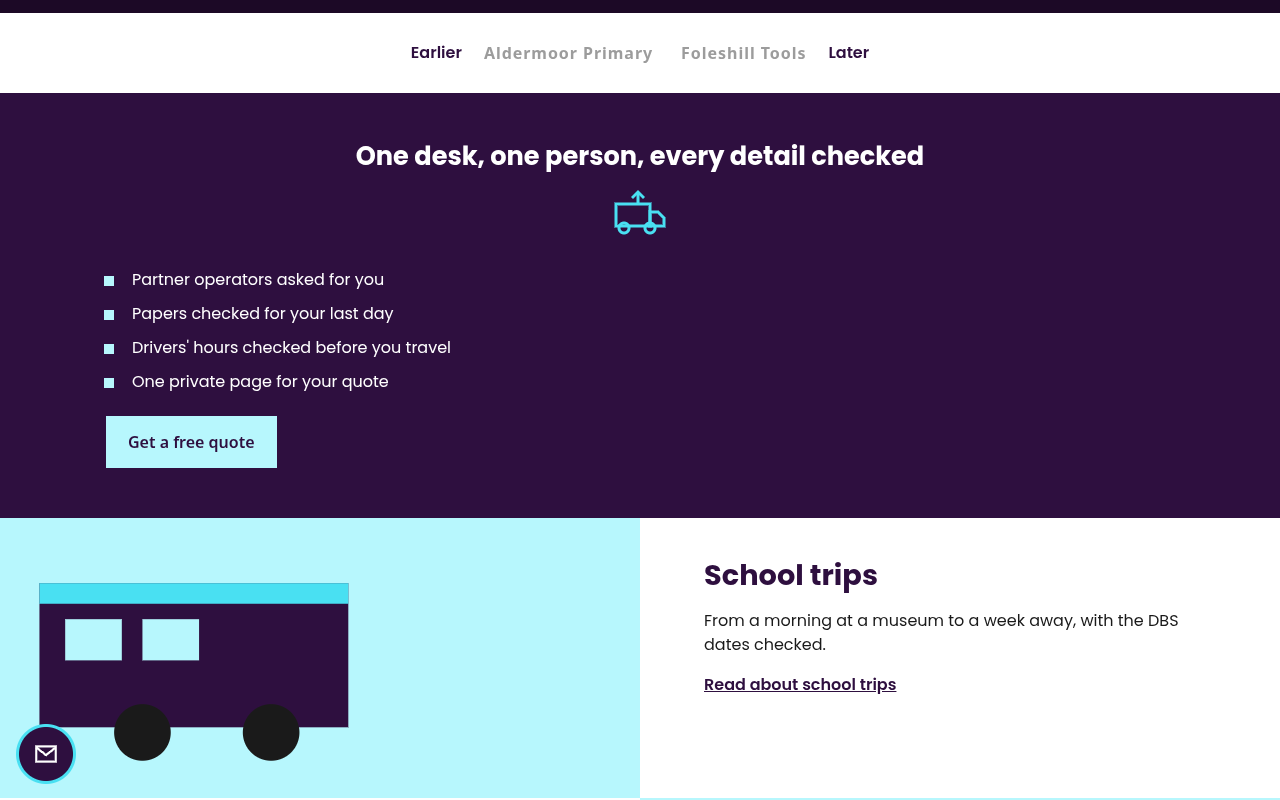 Earlier Aldermoor Primary Foleshill Tools Later
One desk, one person, every detail checked
Partner operators asked for you
Papers checked for your last day
Drivers' hours checked before you travel
One private page for your quote
Get a free quote
School trips
From a morning at a museum to a week away, with the DBS
dates checked.
Read about school trips